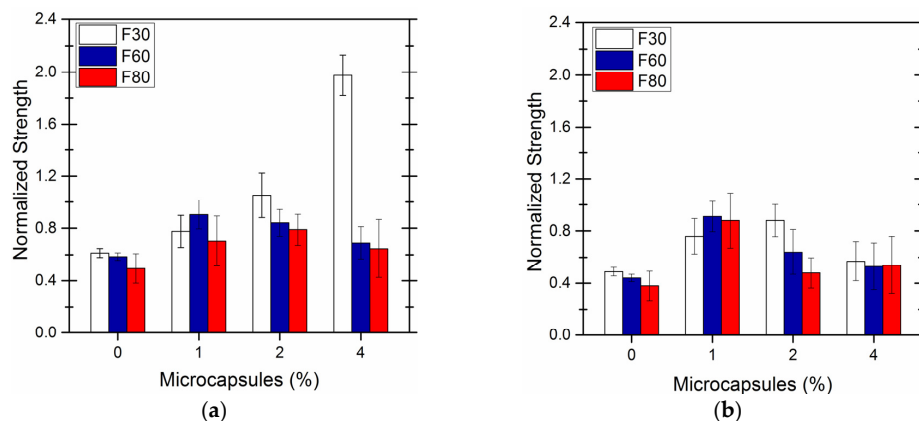 2.4
2.0
1.6
1.2
0.8
0.4
0.0
Normalized Strength
F30
F60
F80
0 1 2 4
Microcapsules (%)
(a)
2.4
2.0
1.6
1.2
0.8
0.4
0.0
Normalized Strength
F30
F60
F80
0 1 2 4
Microcapsules (%)
(b)